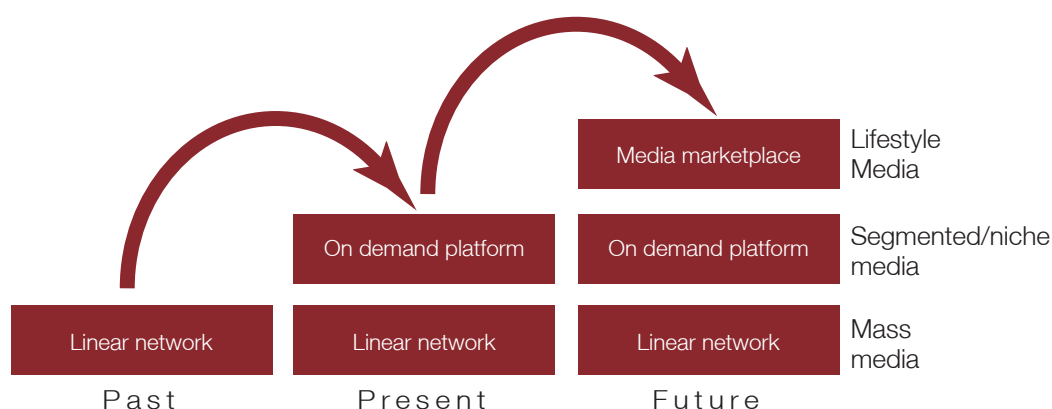 Media marketplace
Lifestyle
Media
On demand platform
On demand platform
Segmented/niche
media
Linear network
Linear network
Linear network
Mass
media
Past
Present
Future